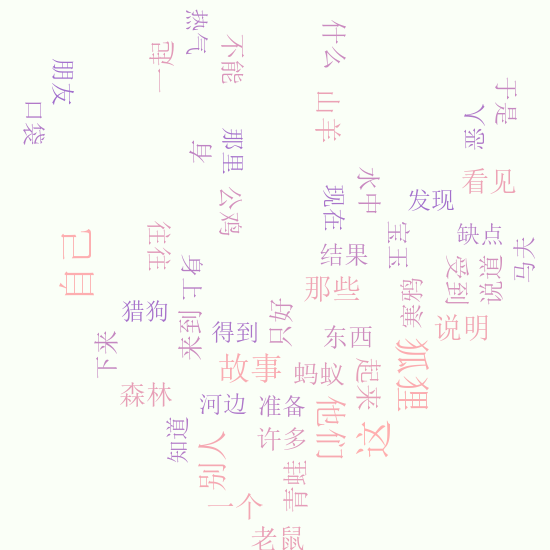 热气
什么
不能
一起
朋友
于是
山羊
口袋
恶人
那里
有
看见
水中
现在
公鸡
发现
往往
宝王
缺点
自己
结果
马夫
身上
受骗
说道
那些
寒鸦
猎狗
来到
只好
得到
东西
说明
下来
故事
蚂蚁
起来
狐狸
森林
河边
准备
他们
知道
别人
许多
这
青蛙
一个
老鼠